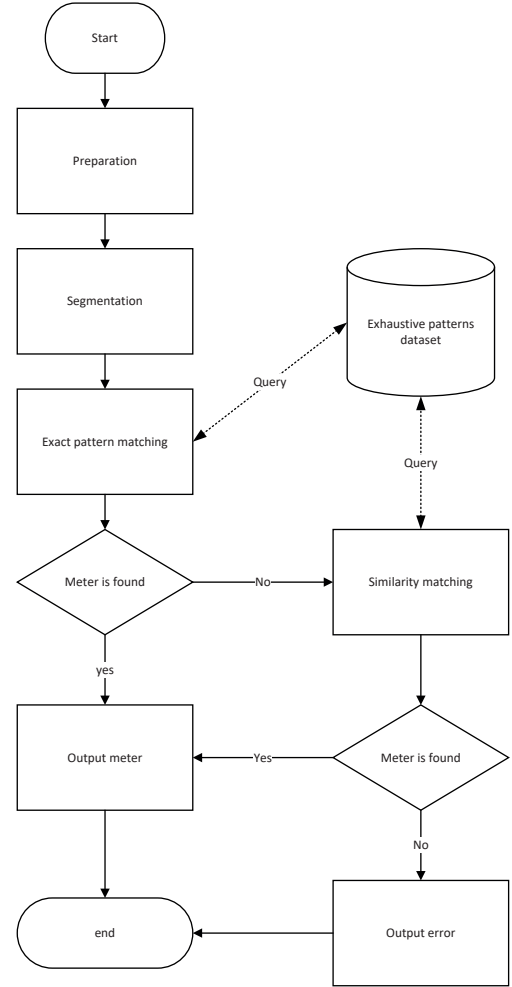 Start
Preparation
Segmentation
Exhaustive patterns
dataset
Query
Exact pattern matching
Query
Meter is found
No
Similarity matching
yes
Output meter
Yes
Meter is found
No
end
Output error